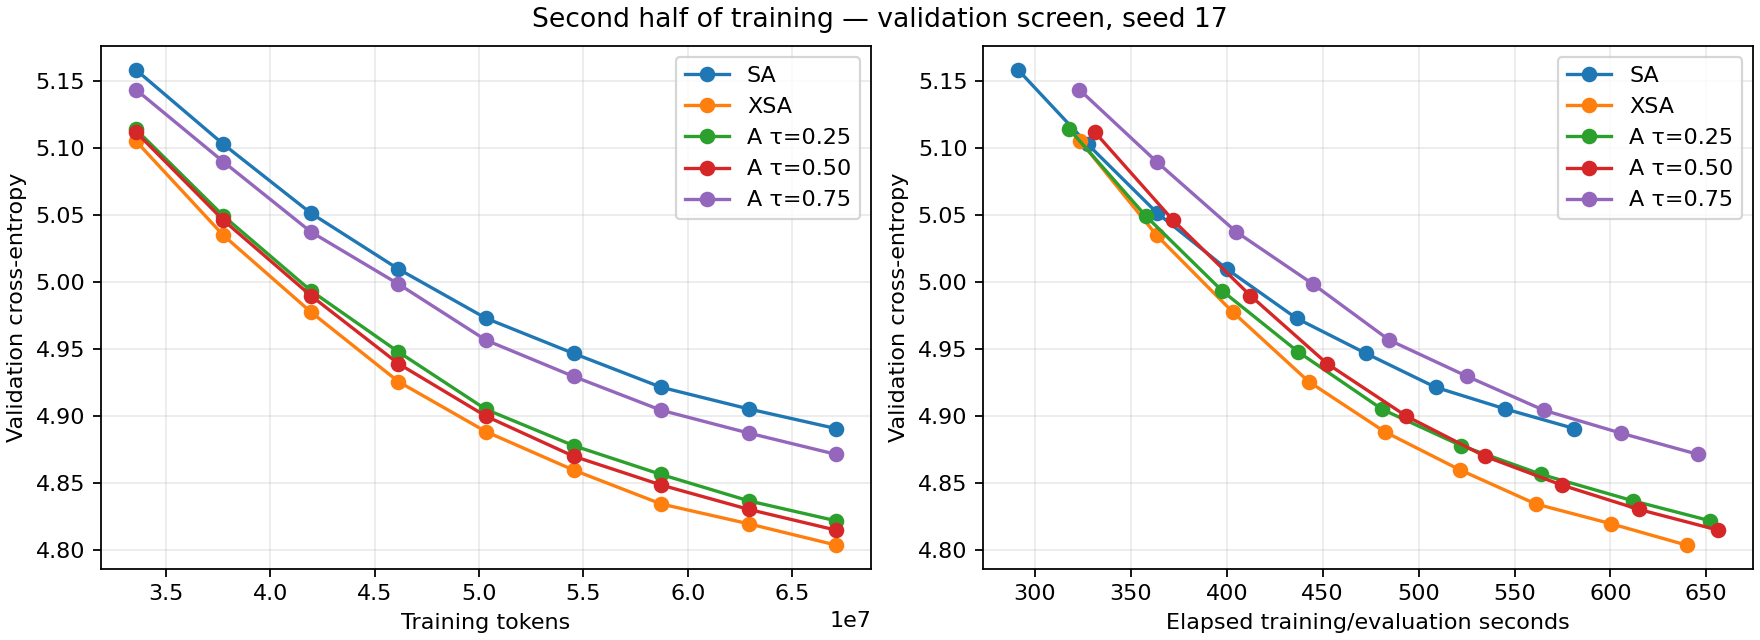 Second half of training — validation screen, seed 17
Validation cross-entropy
5.15
5.10
5.05
5.00
4.95
4.90
4.85
4.80
SA
XSA
A τ=0.25
A τ=0.50
A τ=0.75
3.5 4.0 4.5 5.0 5.5 6.0 6.5
Training tokens
1e7
Validation cross-entropy
5.15
5.10
5.05
5.00
4.95
4.90
4.85
4.80
SA
XSA
A τ=0.25
A τ=0.50
A τ=0.75
300 350 400 450 500 550 600 650
Elapsed training/evaluation seconds